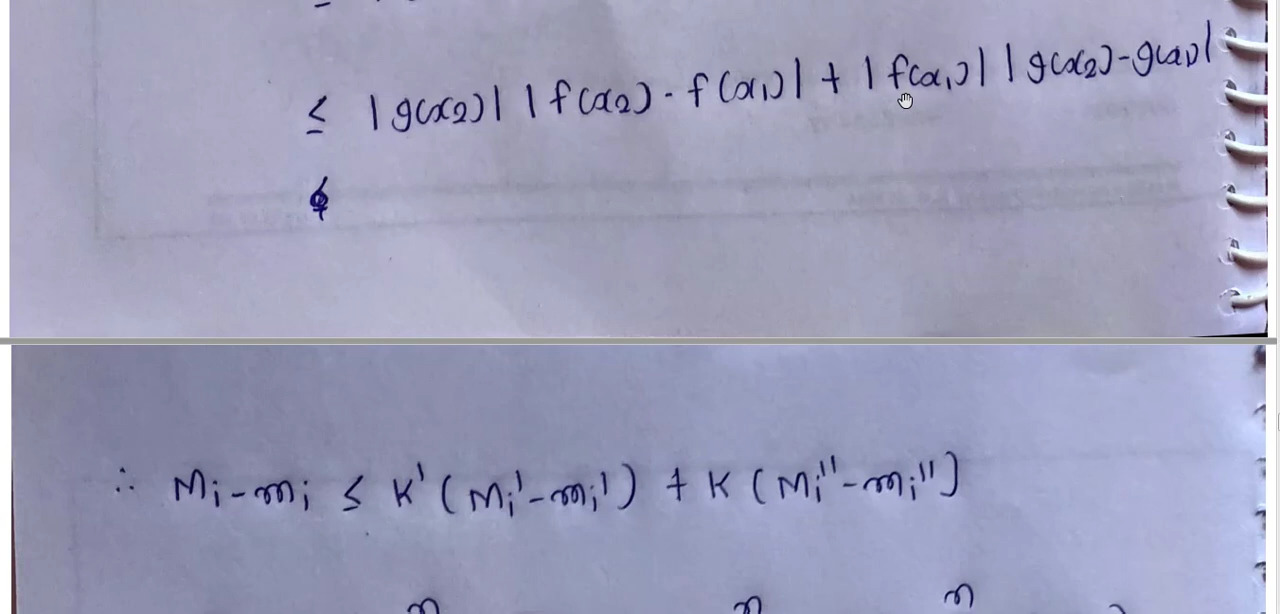 ≤ |g(x₂)| |f(x₂) - f(x₁)| + |f(x₁)| |g(x₂) - g(x₁)|
∴ Mᵢ - mᵢ ≤ K' (Mᵢ' - mᵢ') + K (Mᵢ'' - mᵢ'')
n n n